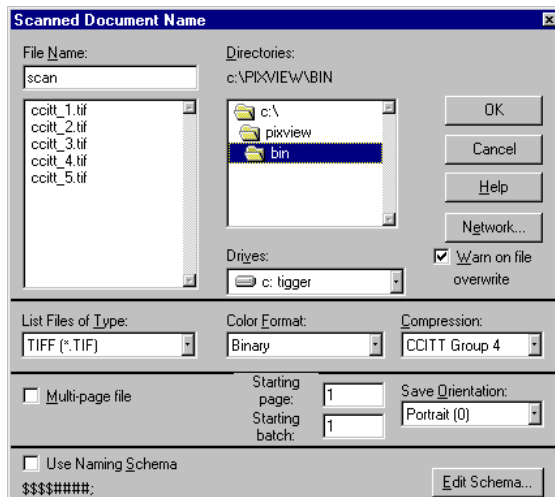 Scanned Document Name
File Name:
scan
ccitt_1.tif
ccitt_2.tif
ccitt_3.tif
ccitt_4.tif
ccitt_5.tif
Directories:
c:\PIXVIEW\BIN
c:\
pixview
bin
Drives:
c: tigger
OK
Cancel
Help
Network...
Warn on file
overwrite
List Files of Type:
TIFF (*.TIF)
Color Format:
Binary
Compression:
CCITT Group 4
Multi-page file
Starting
page:
1
Starting
batch:
1
Save Orientation:
Portrait (0)
Use Naming Schema
$$$$####;
Edit Schema...